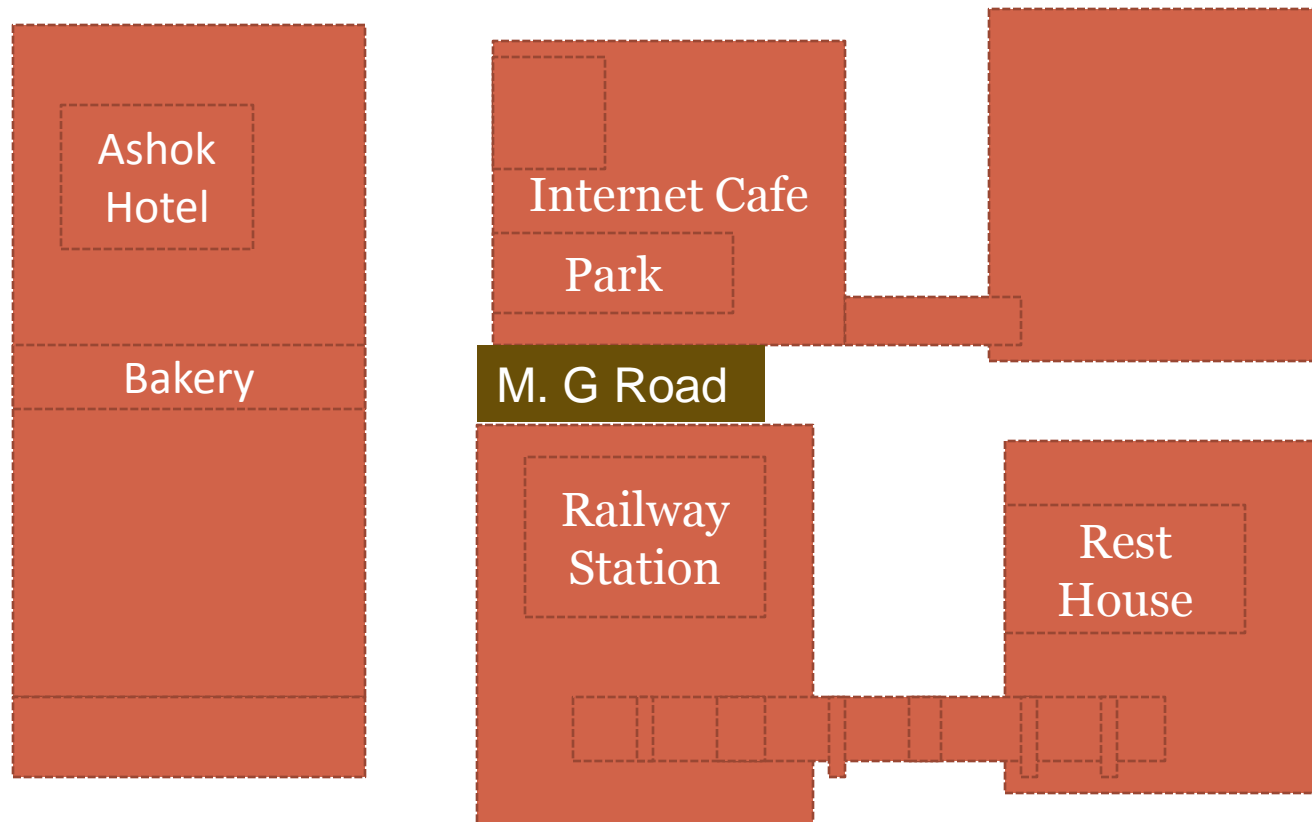 Ashok
Hotel
Internet Cafe
Park
Bakery
M. G Road
Railway
Station
Rest
House